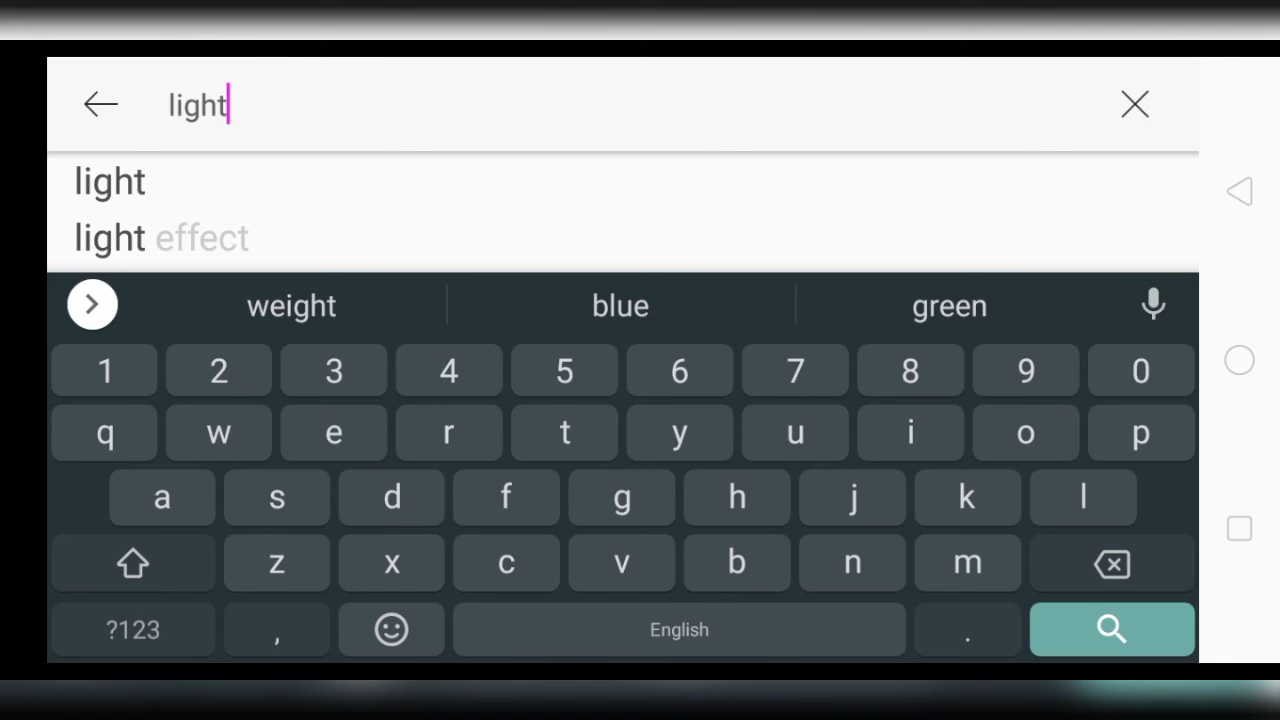 light
light
light effect
weight blue green
1 2 3 4 5 6 7 8 9 0
q w e r t y u i o p
a s d f g h j k l
z x c v b n m
?123 , English .